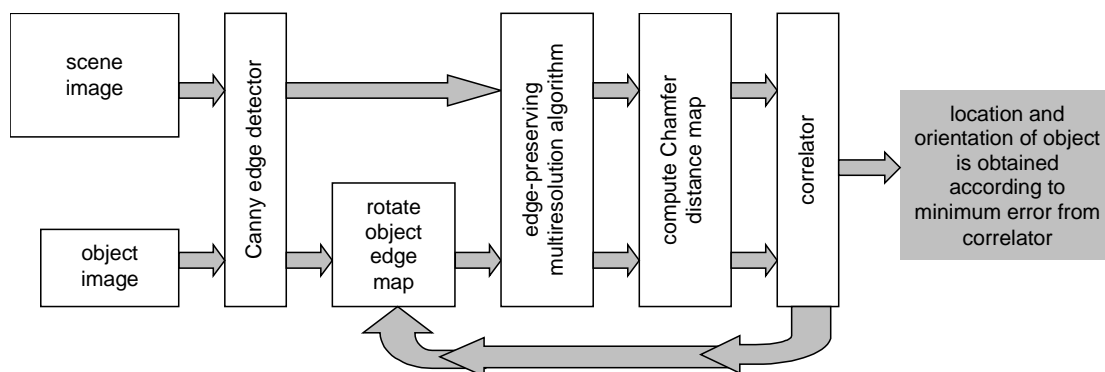 scene
image
object
image
Canny edge detector
rotate
object
edge
map
edge-preserving
multiresolution algorithm
compute Chamfer
distance map
correlator
location and
orientation of object
is obtained
according to
minimum error from
correlator